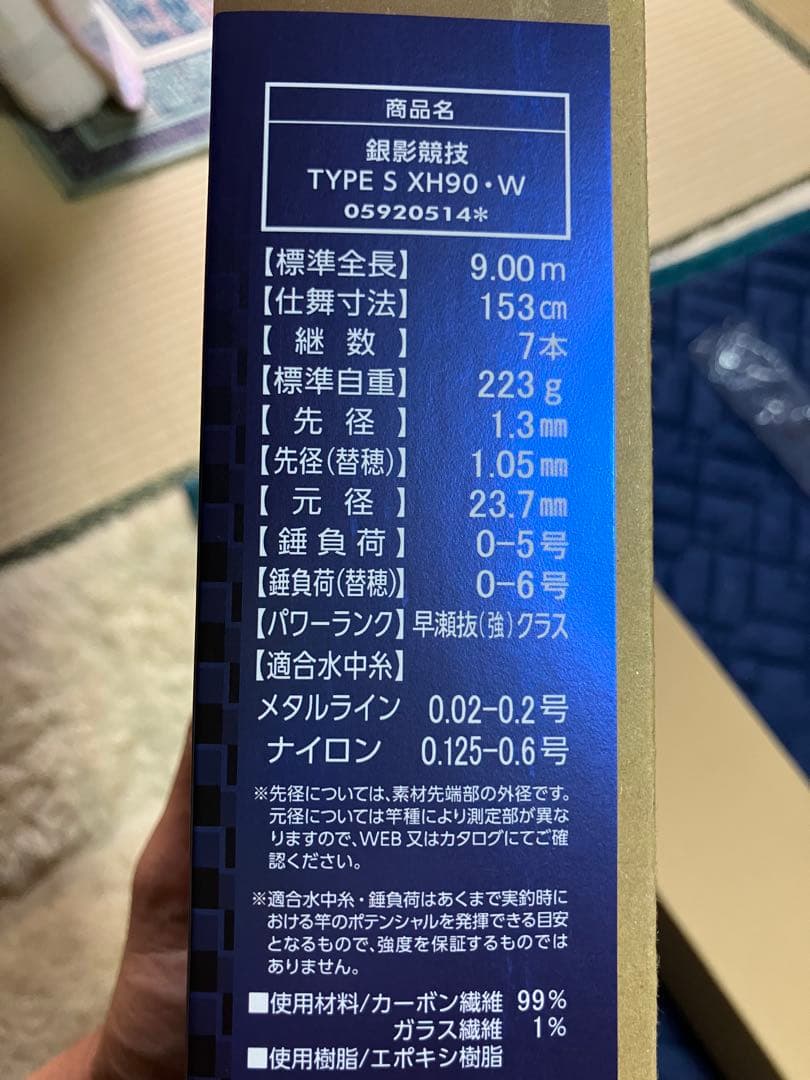 商品名
銀影競技
TYPE S XH90・W
05920514*
【標準全長】 9.00m
【仕舞寸法】 153cm
【継数】 7本
【標準自重】 223g
【先径】 1.3mm
【先径(替穂)】 1.05mm
【元径】 23.7mm
【錘負荷】 0-5号
【錘負荷(替穂)】 0-6号
【パワーランク】早瀬抜(強)クラス
【適合水中糸】
メタルライン 0.02-0.2号
ナイロン 0.125-0.6号
※先径については、素材先端部の外径です。
元径については竿種により測定部が異な
りますので、WEB又はカタログにてご確
認ください。
※適合水中糸・錘負荷はあくまで実釣時に
おける竿のポテンシャルを発揮できる目安
となるもので、強度を保証するものでは
ありません。
■使用材料/カーボン繊維 99%
ガラス繊維 1%
■使用樹脂/エポキシ樹脂